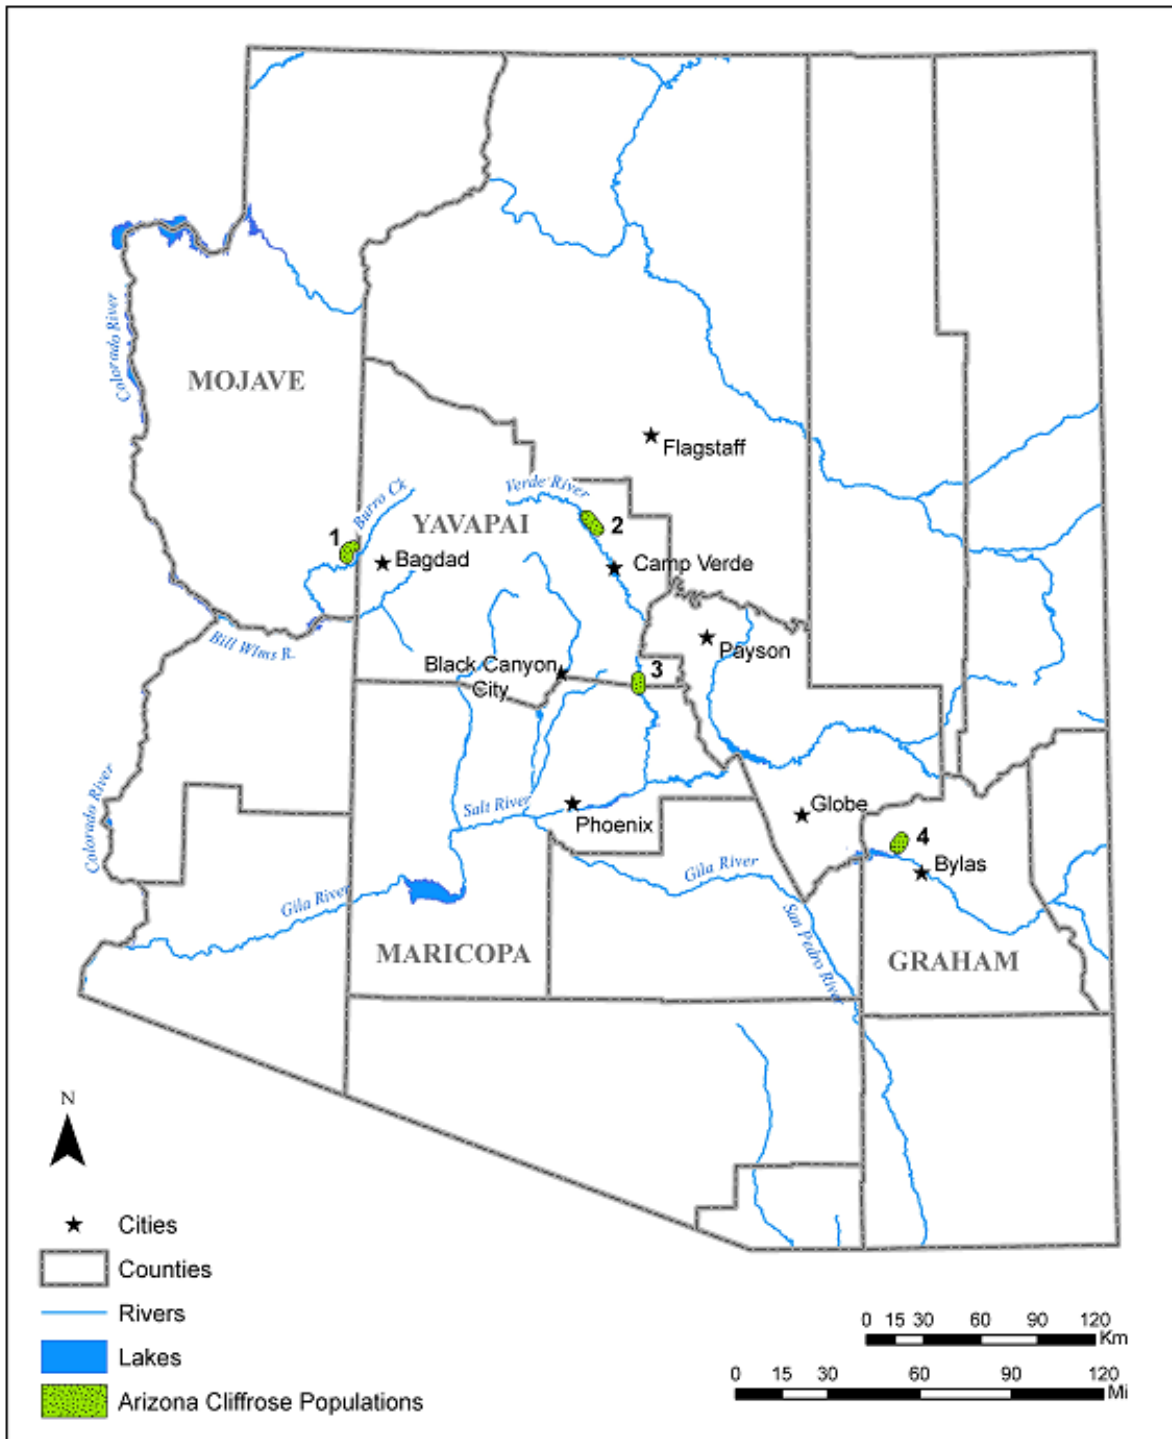 Colorado River
MOJAVE
Flagstaff
Verde River
Burro Ck
1
YAVAPAI
2
Bagdad
Camp Verde
Bill Wlms R.
Payson
Black Canyon
City
3
Colorado River
Salt River
Phoenix
Globe
4
Bylas
Gila River
Gila River
San Pedro River
MARICOPA
GRAHAM
N
Cities
Counties
Rivers
Lakes
Arizona Cliffrose Populations
0 15 30 60 90 120
Km
0 15 30 60 90 120
Mi